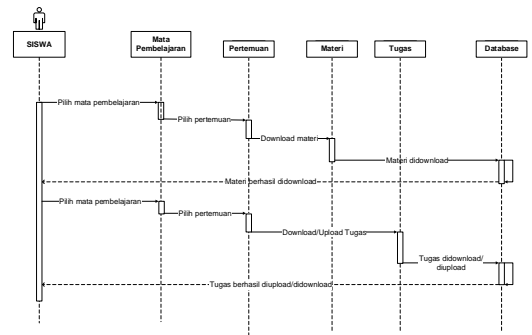 SISWA
Mata
Pembelajaran
Pertemuan
Materi
Tugas
Database
Pilih mata pembelajaran
Pilih pertemuan
Download materi
Materi didownload
Materi berhasil didownload
Pilih mata pembelajaran
Pilih pertemuan
Download/Upload Tugas
Tugas didownload/
diupload
Tugas berhasil diupload/didownload